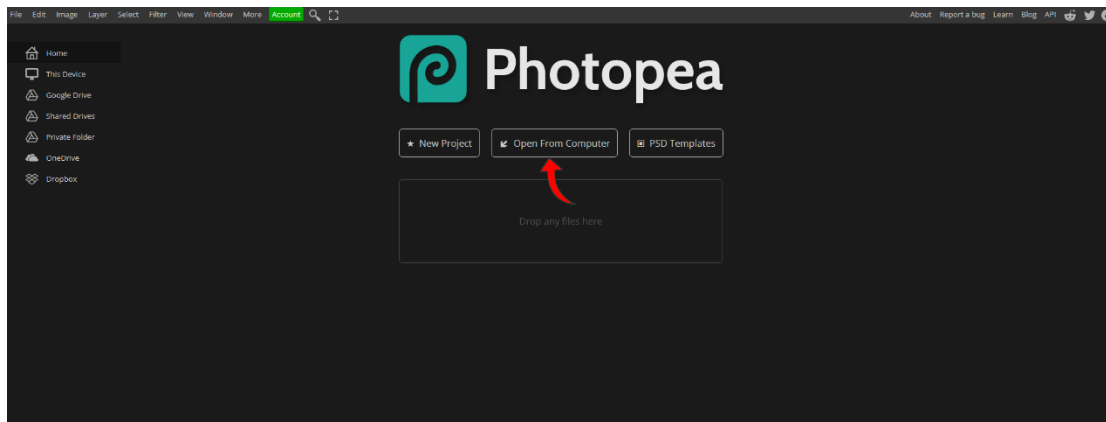 File Edit Image Layer Select Filter View Window More Account
About Report a bug Learn Blog API
Home
This Device
Google Drive
Shared Drives
Private Folder
OneDrive
Dropbox
Photopea
New Project Open From Computer PSD Templates
Drop any files here